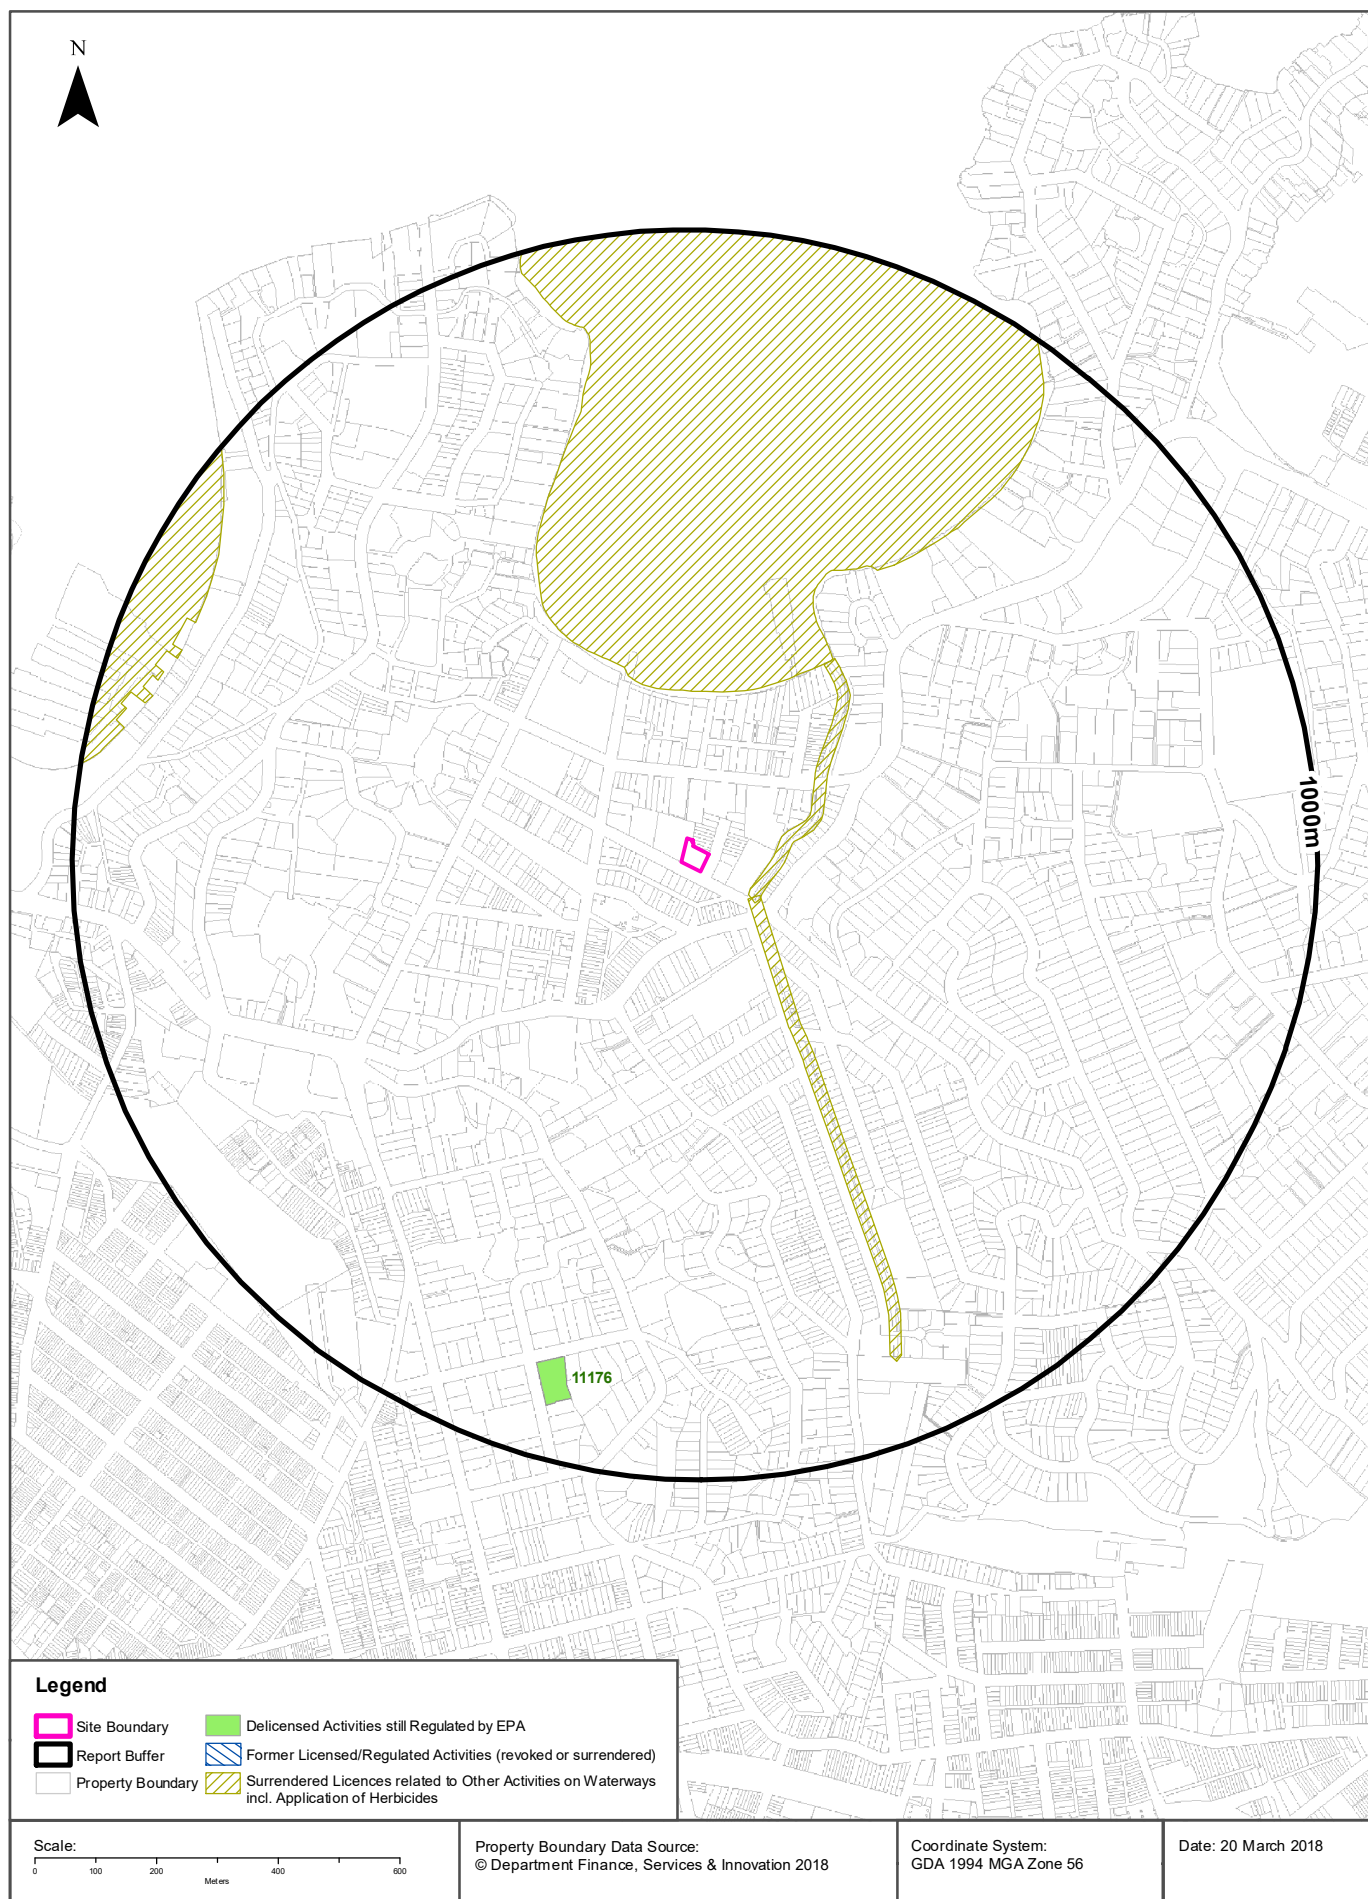 N
1000m
11176
Legend
Site Boundary
Report Buffer
Property Boundary
Delicensed Activities still Regulated by EPA
Former Licensed/Regulated Activities (revoked or surrendered)
Surrendered Licences related to Other Activities on Waterways
incl. Application of Herbicides
Scale:
0 100 200 400 600
Meters
Property Boundary Data Source:
© Department Finance, Services & Innovation 2018
Coordinate System:
GDA 1994 MGA Zone 56
Date: 20 March 2018